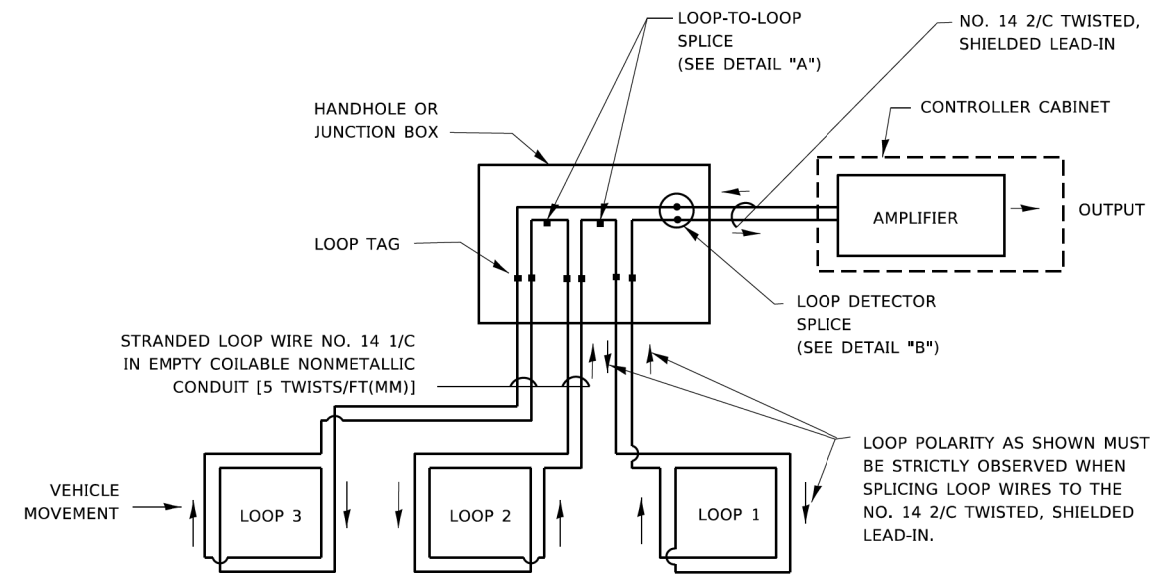 LOOP-TO-LOOP
SPLICE
(SEE DETAIL "A")
NO. 14 2/C TWISTED,
SHIELDED LEAD-IN
HANDHOLE OR
JUNCTION BOX
CONTROLLER CABINET
AMPLIFIER
OUTPUT
LOOP TAG
LOOP DETECTOR
SPLICE
(SEE DETAIL "B")
STRANDED LOOP WIRE NO. 14 1/C
IN EMPTY COILABLE NONMETALLIC
CONDUIT [5 TWISTS/FT(MM)]
LOOP POLARITY AS SHOWN MUST
BE STRICTLY OBSERVED WHEN
SPLICING LOOP WIRES TO THE
NO. 14 2/C TWISTED, SHIELDED
LEAD-IN.
VEHICLE
MOVEMENT
LOOP 3
LOOP 2
LOOP 1